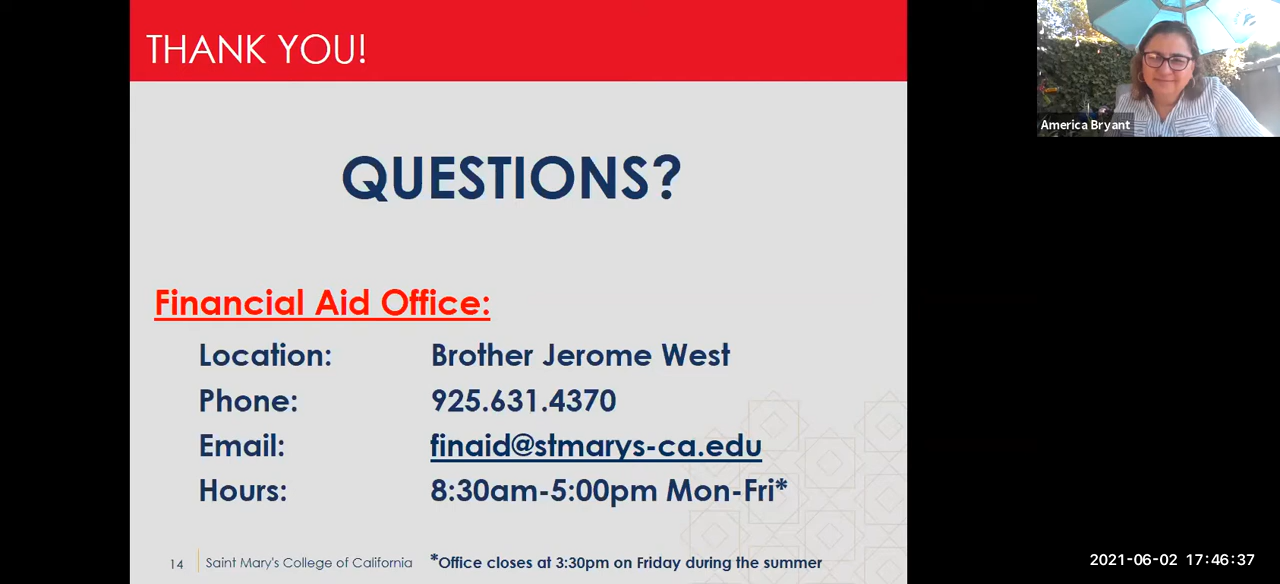 THANK YOU!
America Bryant
QUESTIONS?
Financial Aid Office:
Location: Brother Jerome West
Phone: 925.631.4370
Email: finaid@stmarys-ca.edu
Hours: 8:30am-5:00pm Mon-Fri*
14 Saint Mary's College of California *Office closes at 3:30pm on Friday during the summer
2021-06-02 17:46:37